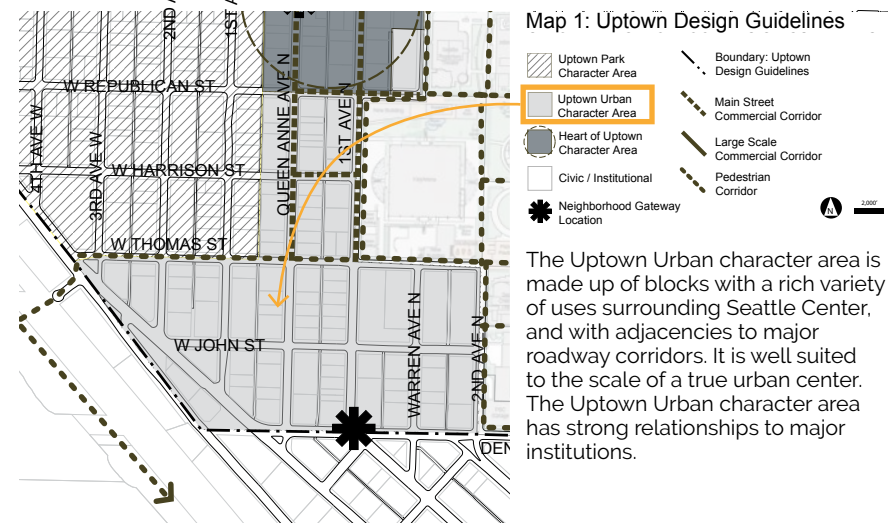 Map 1: Uptown Design Guidelines
Uptown Park
Character Area
Uptown Urban
Character Area
Heart of Uptown
Character Area
Civic / Institutional
Neighborhood Gateway
Location
Boundary: Uptown
Design Guidelines
Main Street
Commercial Corridor
Large Scale
Commercial Corridor
Pedestrian
Corridor
N
2,000'
The Uptown Urban character area is
made up of blocks with a rich variety
of uses surrounding Seattle Center,
and with adjacencies to major
roadway corridors. It is well suited
to the scale of a true urban center.
The Uptown Urban character area
has strong relationships to major
institutions.
2ND A
1ST A
W REPUBLICAN ST
QUEEN ANNE AVE N
1ST AVE N
4TH AVE W
3RD AVE W
W HARRISON ST
W THOMAS ST
W JOHN ST
WARREN AVE N
2ND AVE N
DEN